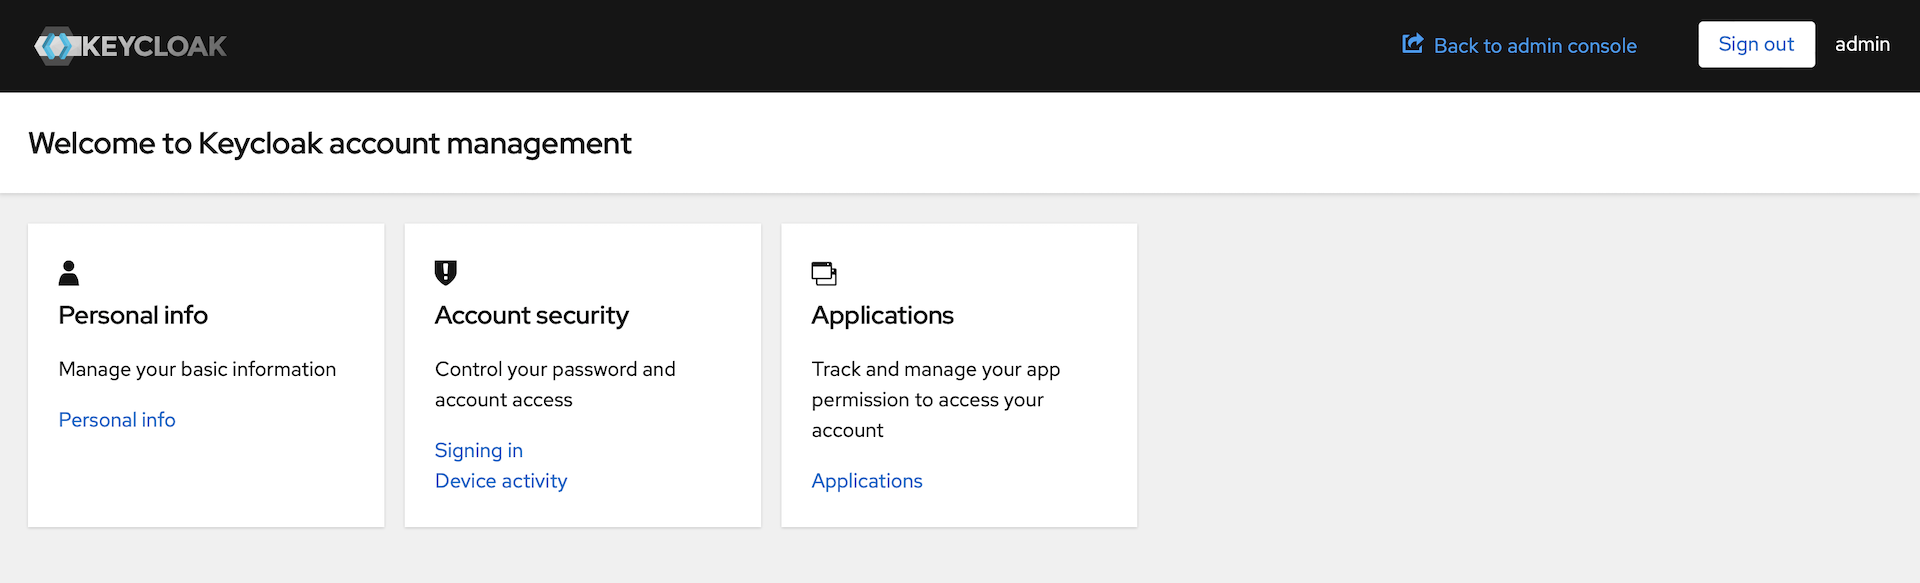 KEYCLOAK
Back to admin console
Sign out
admin
Welcome to Keycloak account management
Personal info
Manage your basic information
Personal info
Account security
Control your password and
account access
Signing in
Device activity
Applications
Track and manage your app
permission to access your
account
Applications